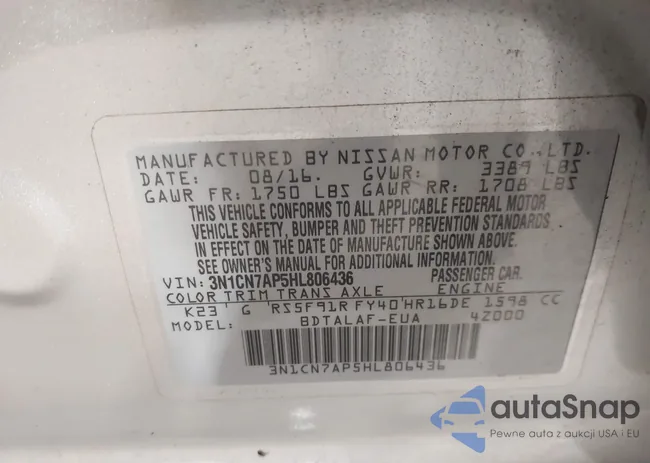 MANUFACTURED BY NISSAN MOTOR CO.,LTD.
DATE: 08/16. GVWR: 3389 LBS
GAWR FR: 1750 LBS GAWR RR: 1708 LBS
THIS VEHICLE CONFORMS TO ALL APPLICABLE FEDERAL MOTOR
VEHICLE SAFETY, BUMPER AND THEFT PREVENTION STANDARDS
IN EFFECT ON THE DATE OF MANUFACTURE SHOWN ABOVE.
SEE OWNER'S MANUAL FOR ADDITIONAL INFORMATION.
VIN: 3N1CN7AP5HL806436 PASSENGER CAR.
COLOR TRIM TRANS AXLE ENGINE
K23 G RS5F91R FY40 HR16DE 1598 CC
MODEL: BDTALAF-EUA 4Z000
3N1CN7AP5HL806436
autaSnap
Pewne auta z aukcji USA i EU